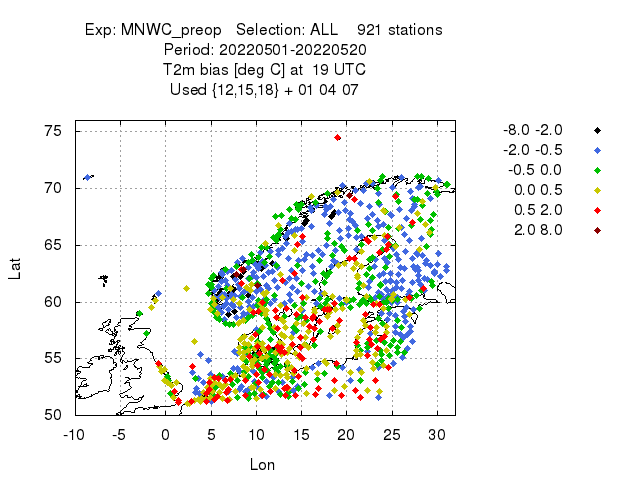 Exp: MNWC_preop Selection: ALL 921 stations
Period: 20220501-20220520
T2m bias [deg C] at 19 UTC
Used {12,15,18} + 01 04 07
-8.0 -2.0
-2.0 -0.5
-0.5 0.0
0.0 0.5
0.5 2.0
2.0 8.0
75
70
65
60
55
50
Lat
-10 -5 0 5 10 15 20 25 30
Lon